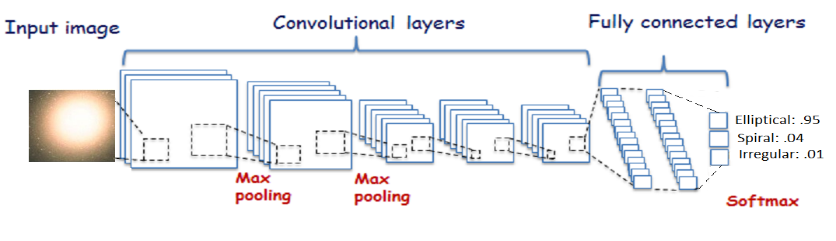 Input image
Convolutional layers
Fully connected layers
Max
pooling
Max
pooling
Elliptical: .95
Spiral: .04
Irregular: .01
Softmax